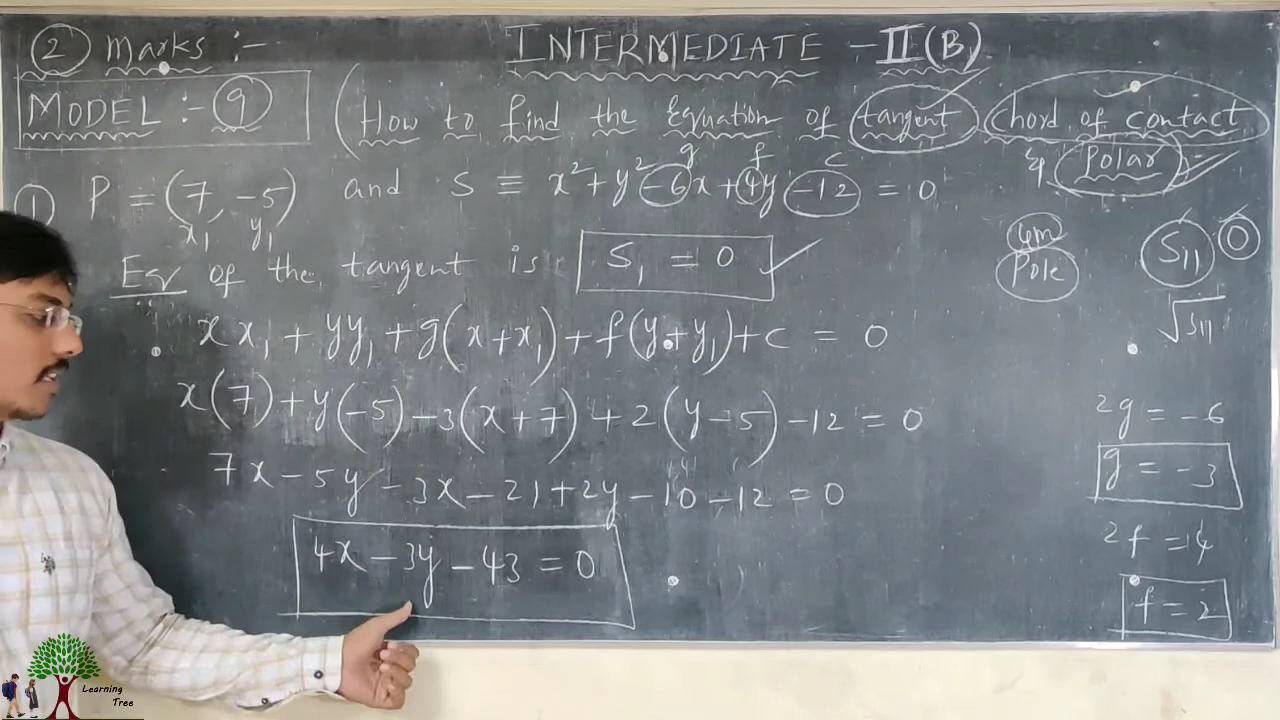 ② Marks :-
INTERMEDIATE - II(B)
MODEL :- ⑨
(How to find the Equation of tangent, chord of contact
& Polar)
① P = (7, -5) and S ≡ x² + y² - 6x + 4y - 12 = 0
x₁ y₁
g f c
Eq of the tangent is S₁ = 0
xx₁ + yy₁ + g(x + x₁) + f(y + y₁) + c = 0
x(7) + y(-5) - 3(x + 7) + 2(y - 5) - 12 = 0
7x - 5y - 3x - 21 + 2y - 10 - 12 = 0
4x - 3y - 43 = 0
Pole
S₁₁ 0
√S₁₁
2g = -6
g = -3
2f = 4
f = 2
Learning
Tree